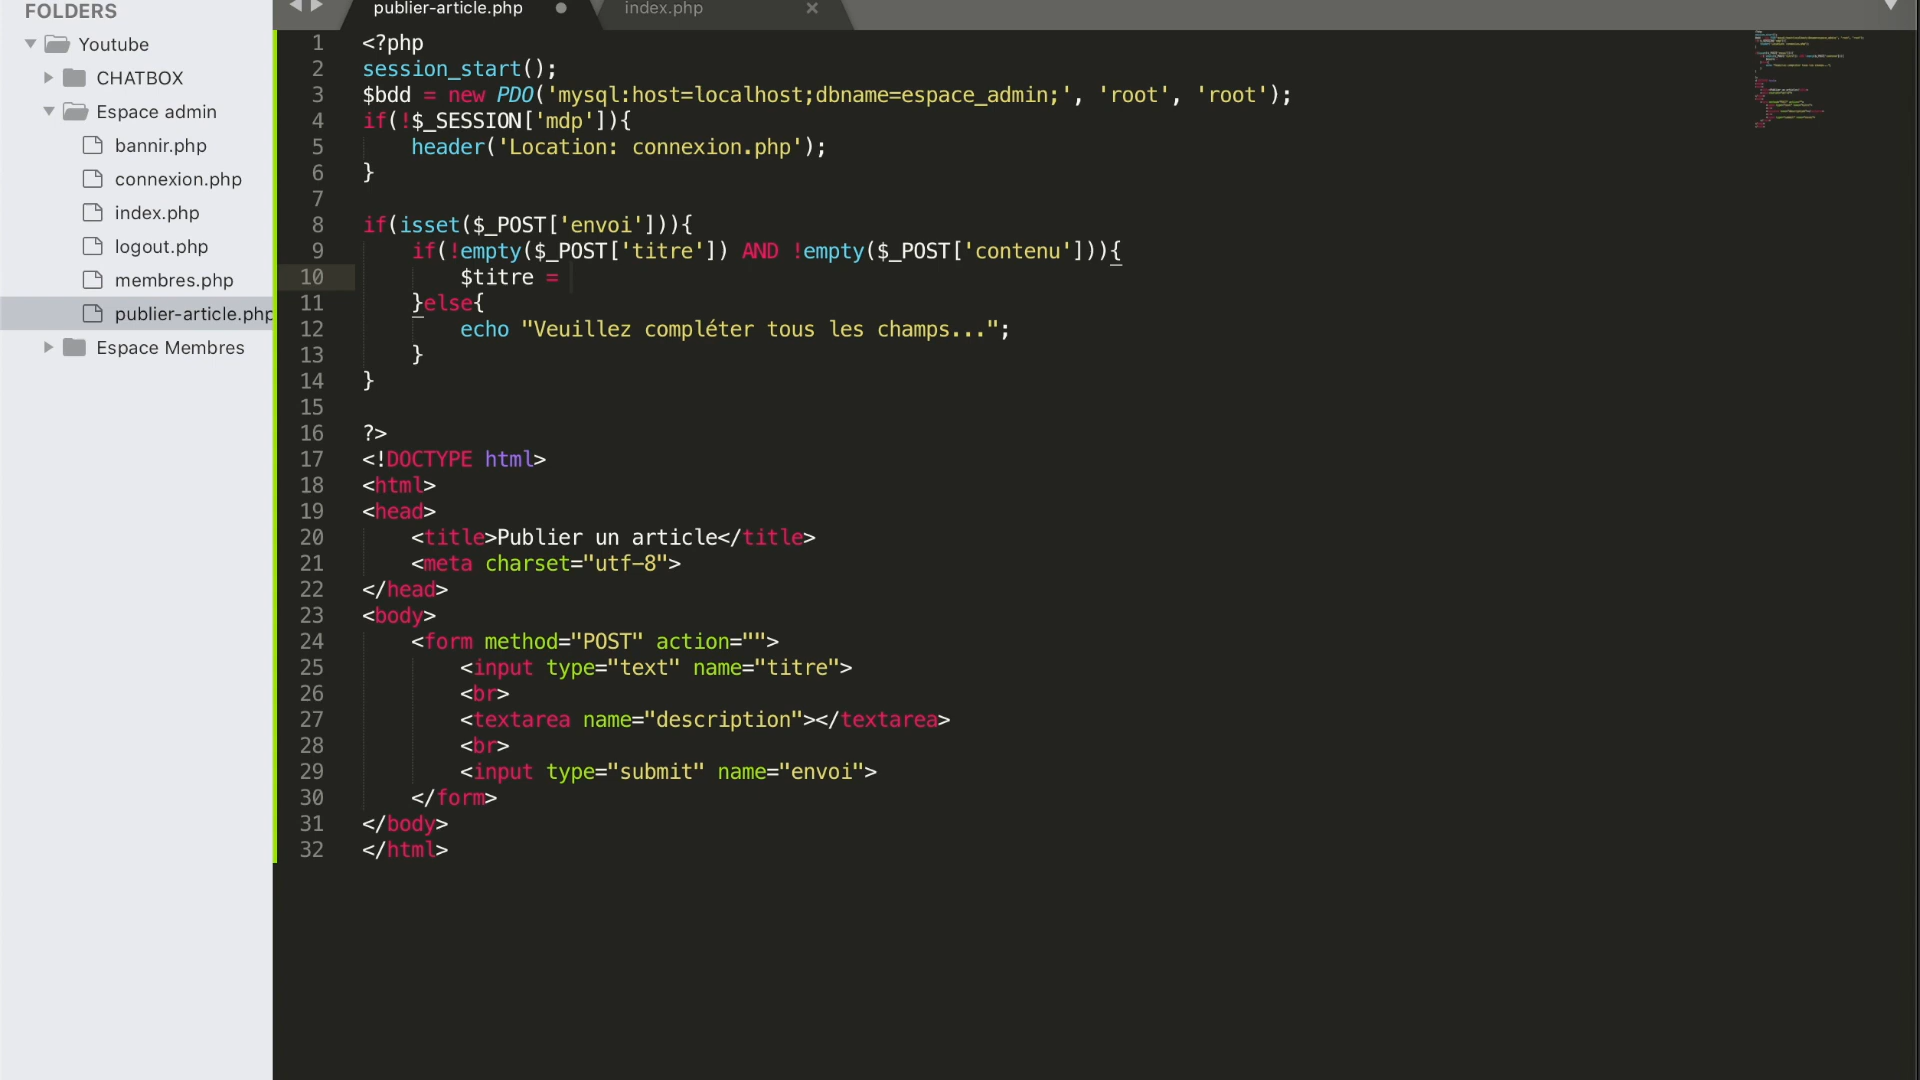 FOLDERS
Youtube
CHATBOX
Espace admin
bannir.php
connexion.php
index.php
logout.php
membres.php
publier-article.php
Espace Membres
publier-article.php
index.php
1 <?php
2 session_start();
3 $bdd = new PDO('mysql:host=localhost;dbname=espace_admin;', 'root', 'root');
4 if(!$_SESSION['mdp']){
5 header('Location: connexion.php');
6 }
7
8 if(isset($_POST['envoi'])){
9 if(!empty($_POST['titre']) AND !empty($_POST['contenu'])){
10 $titre =
11 }else{
12 echo "Veuillez compléter tous les champs...";
13 }
14 }
15
16 ?>
17 <!DOCTYPE html>
18 <html>
19 <head>
20 <title>Publier un article</title>
21 <meta charset="utf-8">
22 </head>
23 <body>
24 <form method="POST" action="">
25 <input type="text" name="titre">
26 <br>
27 <textarea name="description"></textarea>
28 <br>
29 <input type="submit" name="envoi">
30 </form>
31 </body>
32 </html>